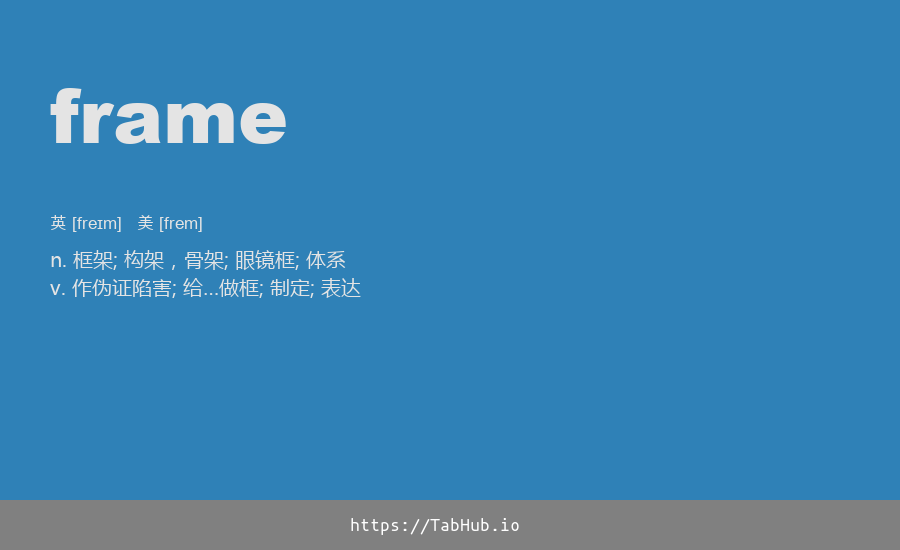 frame
英 [freɪm]   美 [frem]
n. 框架; 构架，骨架; 眼镜框; 体系
v. 作伪证陷害; 给...做框; 制定; 表达
https://TabHub.io